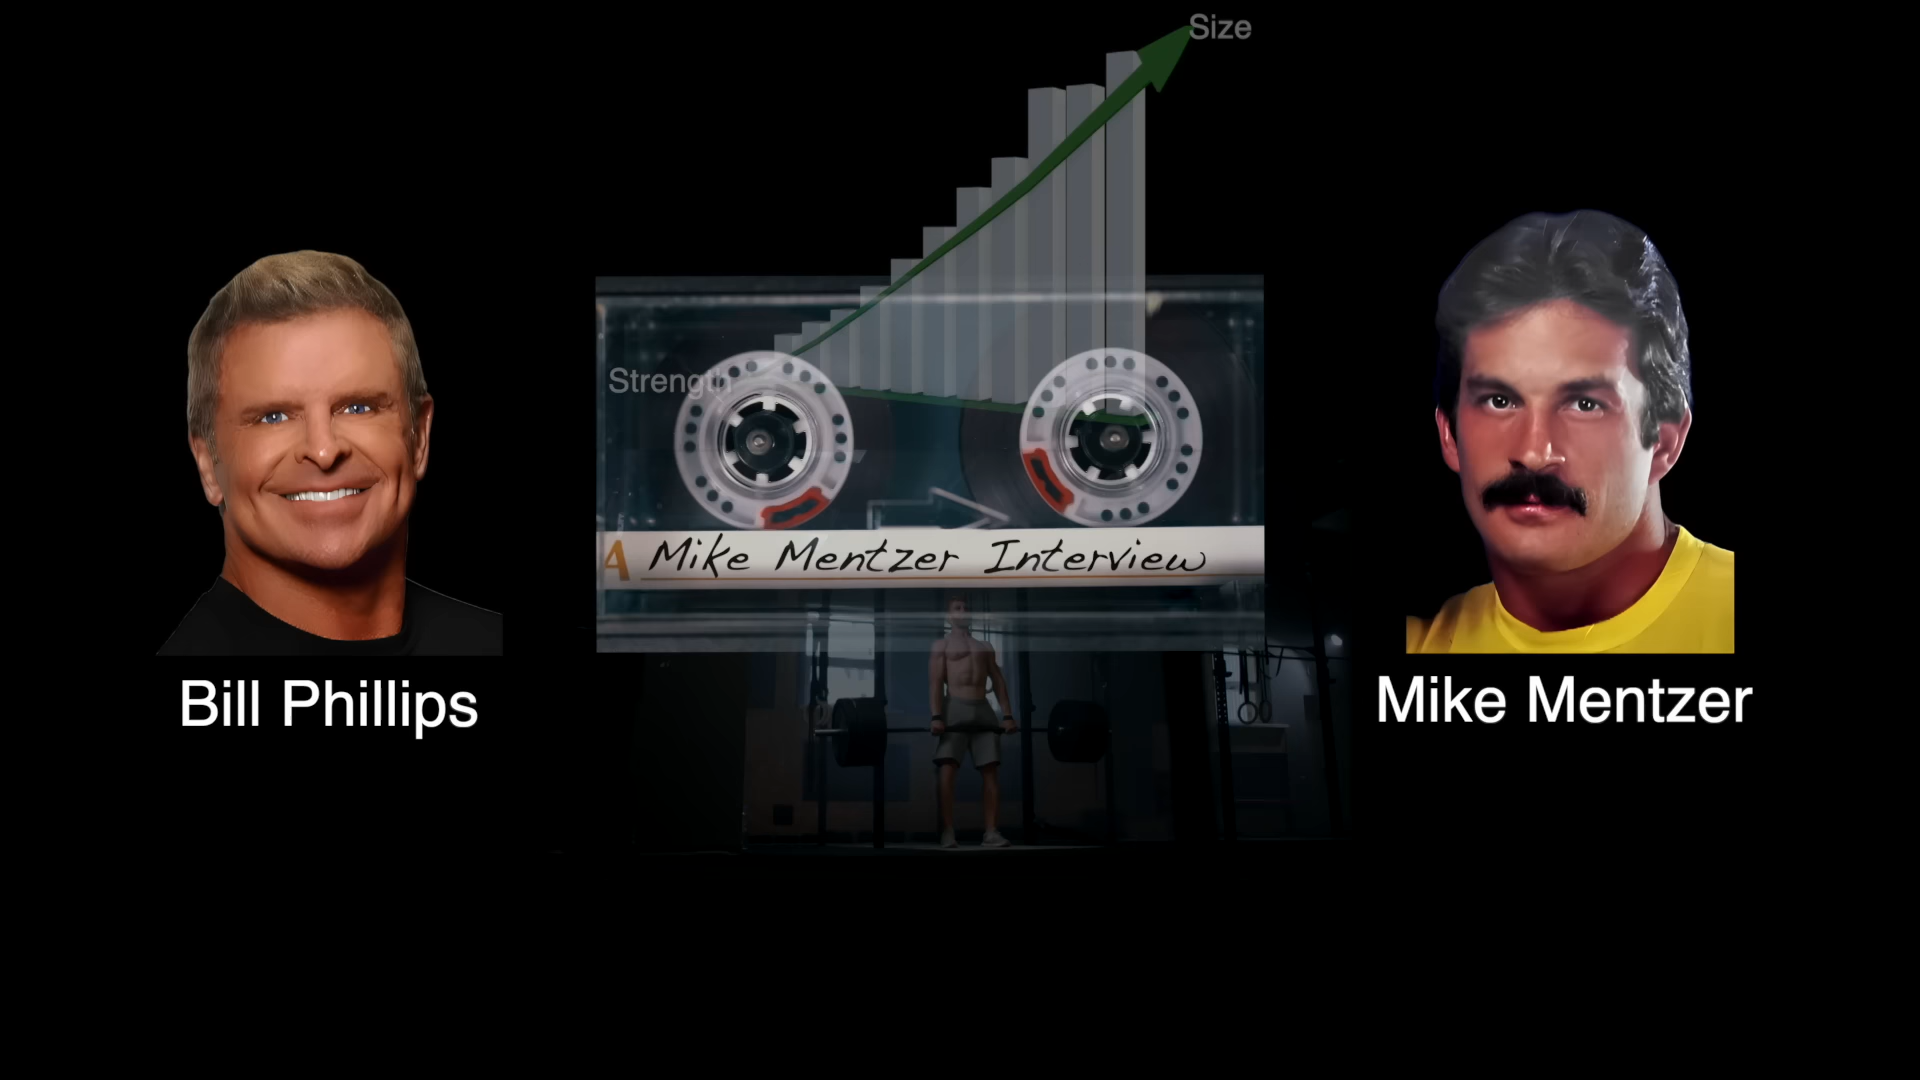 Size
Strength
A Mike Mentzer Interview
Bill Phillips
Mike Mentzer